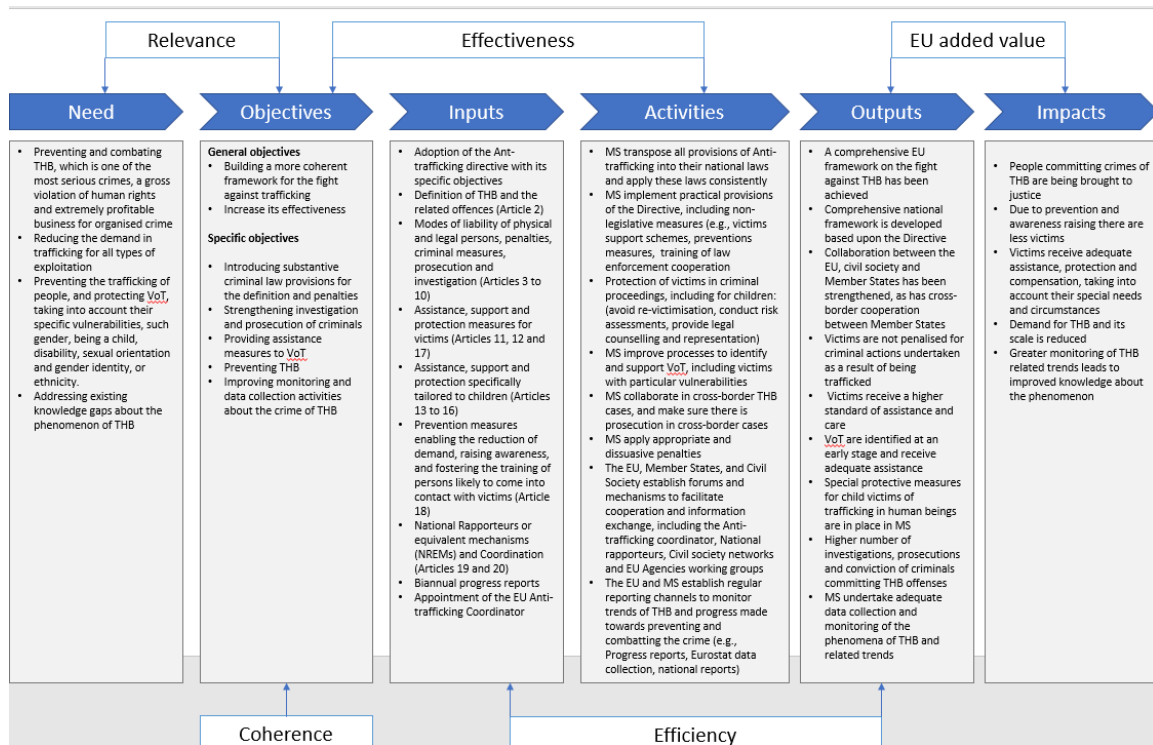 Relevance
Effectiveness
EU added value
Need
Objectives
Inputs
Activities
Outputs
Impacts
• Preventing and combating
THB, which is one of the
most serious crimes, a gross
violation of human rights
and extremely profitable
business for organised crime
• Reducing the demand in
trafficking for all types of
exploitation
• Preventing the trafficking of
people, and protecting VoT,
taking into account their
specific vulnerabilities, such
gender, being a child,
disability, sexual orientation
and gender identity, or
ethnicity.
• Addressing existing
knowledge gaps about the
phenomenon of THB
General objectives
• Building a more coherent
framework for the fight
against trafficking
• Increase its effectiveness
Specific objectives
• Introducing substantive
criminal law provisions for
the definition and penalties
• Strengthening investigation
and prosecution of criminals
• Providing assistance
measures to VoT
• Preventing THB
• Improving monitoring and
data collection activities
about the crime of THB
• Adoption of the Ant-
trafficking directive with its
specific objectives
• Definition of THB and the
related offences (Article 2)
• Modes of liability of physical
and legal persons, penalties,
criminal measures,
prosecution and
investigation (Articles 3 to
10)
• Assistance, support and
protection measures for
victims (Articles 11, 12 and
17)
• Assistance, support and
protection specifically
tailored to children (Articles
13 to 16)
• Prevention measures
enabling the reduction of
demand, raising awareness,
and fostering the training of
persons likely to come into
contact with victims (Article
18)
• National Rapporteurs or
equivalent mechanisms
(NREMs) and Coordination
(Articles 19 and 20)
• Biannual progress reports
• Appointment of the EU Anti-
trafficking Coordinator
• MS transpose all provisions of Anti-
trafficking into their national laws
and apply these laws consistently
• MS implement practical provisions
of the Directive, including non-
legislative measures (e.g., victims
support schemes, preventions
measures, training of law
enforcement cooperation
• Protection of victims in criminal
proceedings, including for children:
(avoid re-victimisation, conduct risk
assessments, provide legal
counselling and representation)
• MS improve processes to identify
and support VoT, including victims
with particular vulnerabilities
• MS collaborate in cross-border THB
cases, and make sure there is
prosecution in cross-border cases
• MS apply appropriate and
dissuasive penalties
• The EU, Member States, and Civil
Society establish forums and
mechanisms to facilitate
cooperation and information
exchange, including the Anti-
trafficking coordinator, National
rapporteurs, Civil society networks
and EU Agencies working groups
• The EU and MS establish regular
reporting channels to monitor
trends of THB and progress made
towards preventing and
combatting the crime (e.g.,
Progress reports, Eurostat data
collection, national reports)
• A comprehensive EU
framework on the fight
against THB has been
achieved
• Comprehensive national
framework is developed
based upon the Directive
• Collaboration between the
EU, civil society and
Member States has been
strengthened, as has cross-
border cooperation
between Member States
• Victims are not penalised for
criminal actions undertaken
as a result of being
trafficked
• Victims receive a higher
standard of assistance and
care
• VoT are identified at an
early stage and receive
adequate assistance
• Special protective measures
for child victims of
trafficking in human beings
are in place in MS
• Higher number of
investigations, prosecutions
and conviction of criminals
committing THB offenses
• MS undertake adequate
data collection and
monitoring of the
phenomena of THB and
related trends
• People committing crimes of
THB are being brought to
justice
• Due to prevention and
awareness raising there are
less victims
• Victims receive adequate
assistance, protection and
compensation, taking into
account their special needs
and circumstances
• Demand for THB and its
scale is reduced
• Greater monitoring of THB
related trends leads to
improved knowledge about
the phenomenon
Coherence
Efficiency